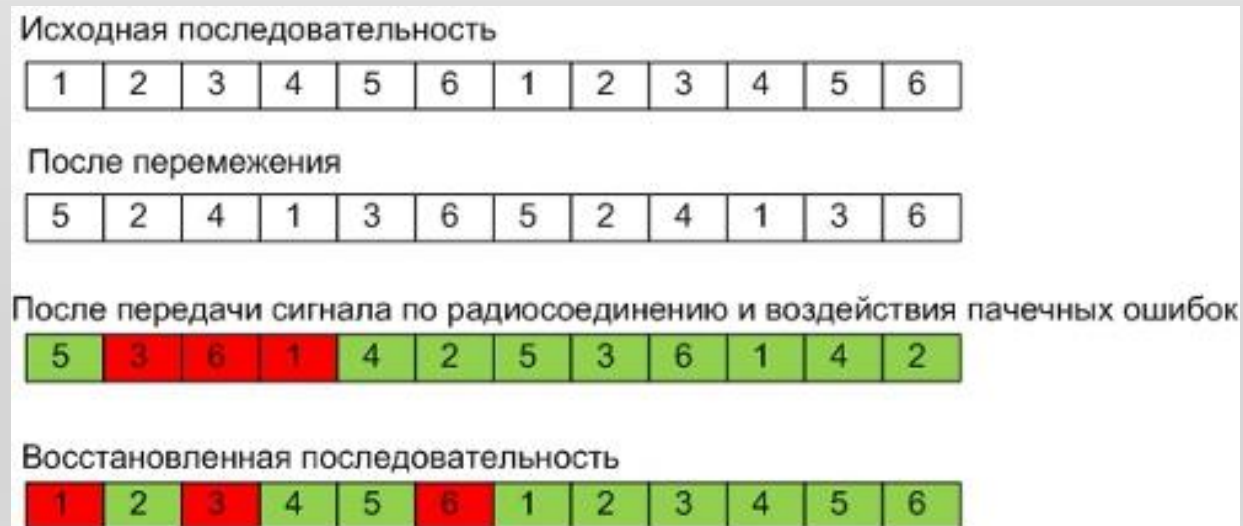 Исходная последовательность
1 2 3 4 5 6 1 2 3 4 5 6
После перемежения
5 2 4 1 3 6 5 2 4 1 3 6
После передачи сигнала по радиосоединению и воздействия пачечных ошибок
5 3 6 1 4 2 5 3 6 1 4 2
Восстановленная последовательность
1 2 3 4 5 6 1 2 3 4 5 6